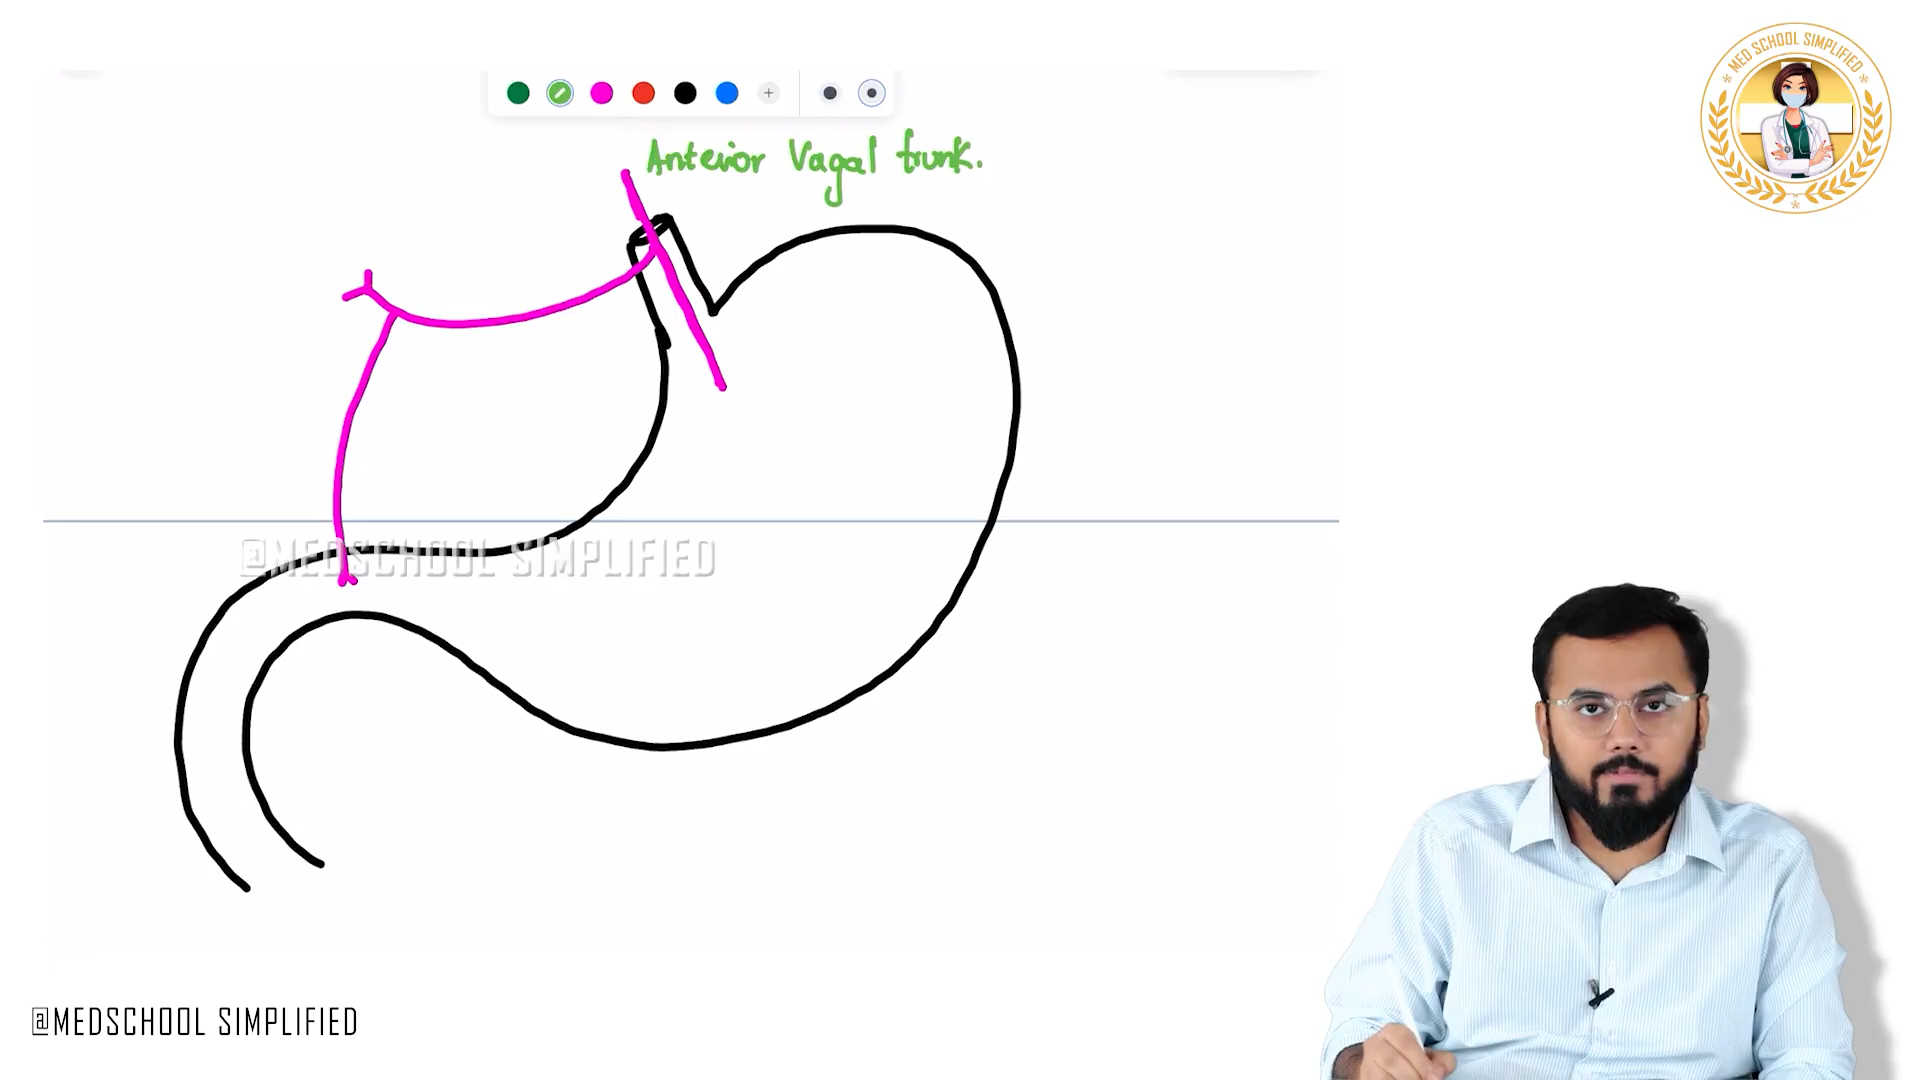 MED SCHOOL SIMPLIFIED
Anterior Vagal trunk.
@MEDSCHOOL SIMPLIFIED
@MEDSCHOOL SIMPLIFIED